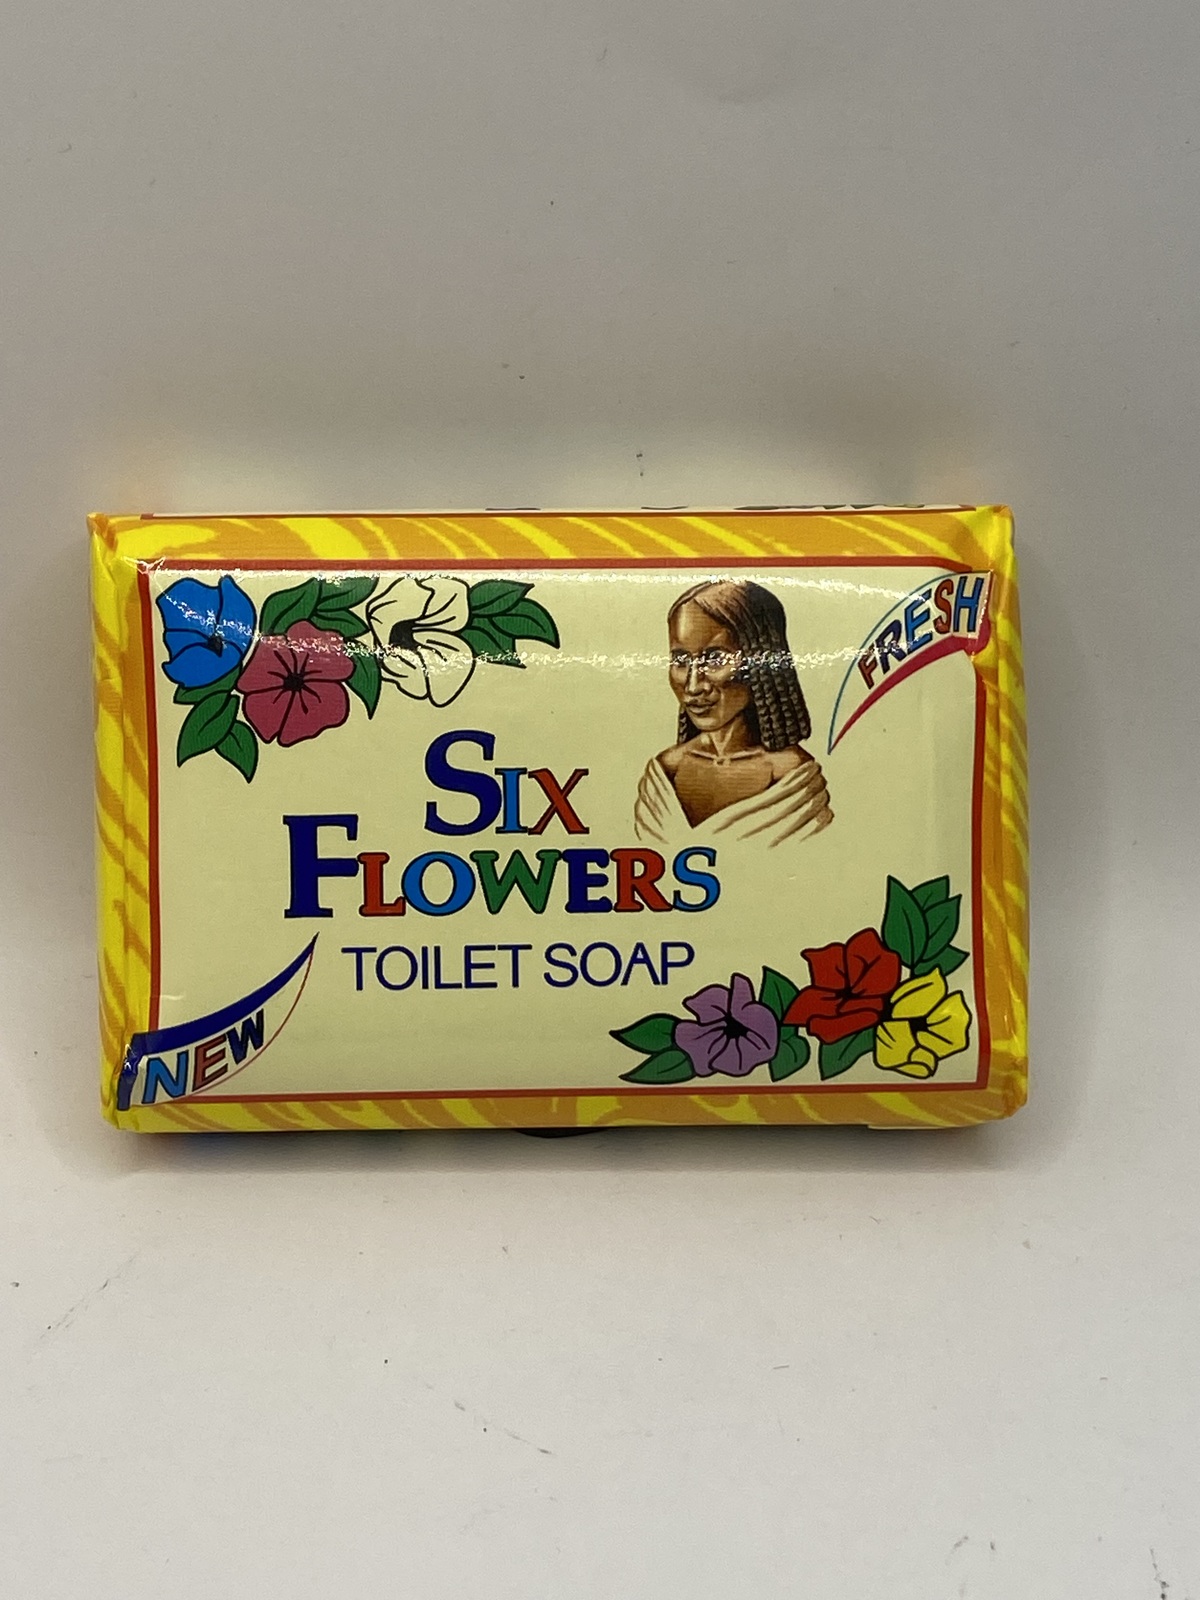 FRESH
SIX
FLOWERS
TOILET SOAP
NEW